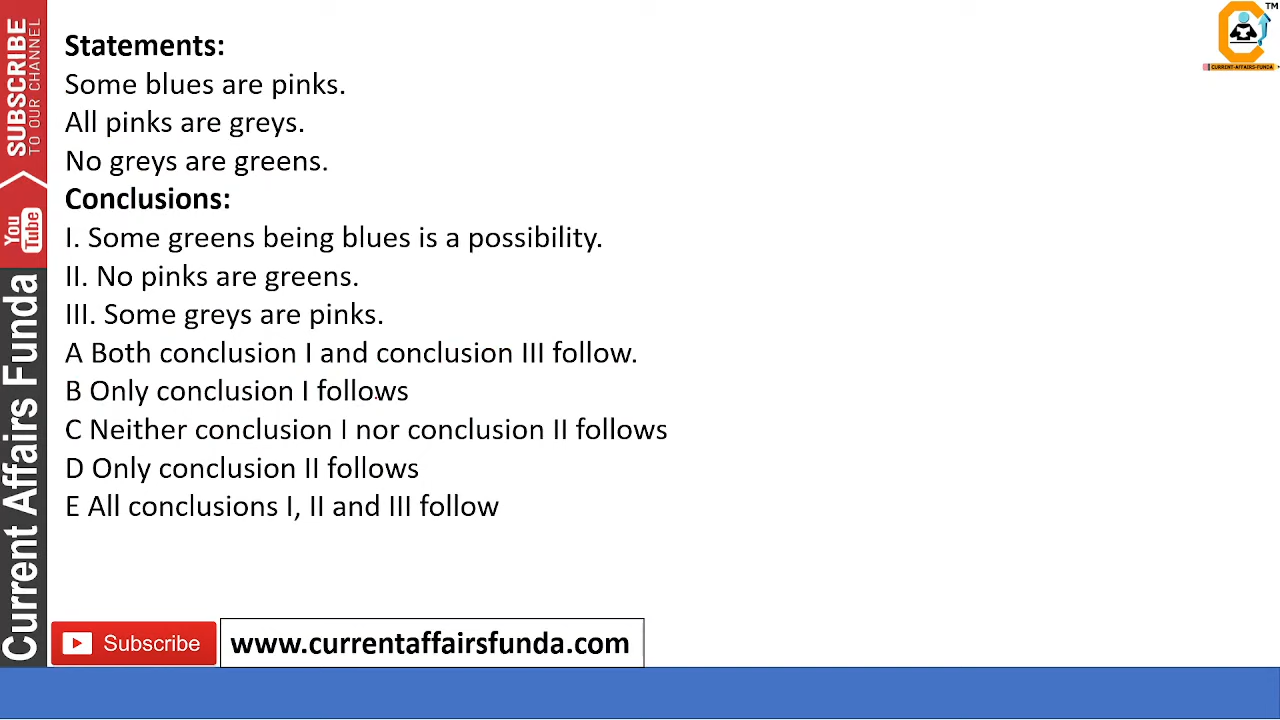 Statements:
Some blues are pinks.
All pinks are greys.
No greys are greens.
Conclusions:
I. Some greens being blues is a possibility.
II. No pinks are greens.
III. Some greys are pinks.
A Both conclusion I and conclusion III follow.
B Only conclusion I follows
C Neither conclusion I nor conclusion II follows
D Only conclusion II follows
E All conclusions I, II and III follow
SUBSCRIBE
TO OUR CHANNEL
You
Tube
Current Affairs Funda
TM
CURRENT-AFFAIRS-FUNDA
Subscribe
www.currentaffairsfunda.com